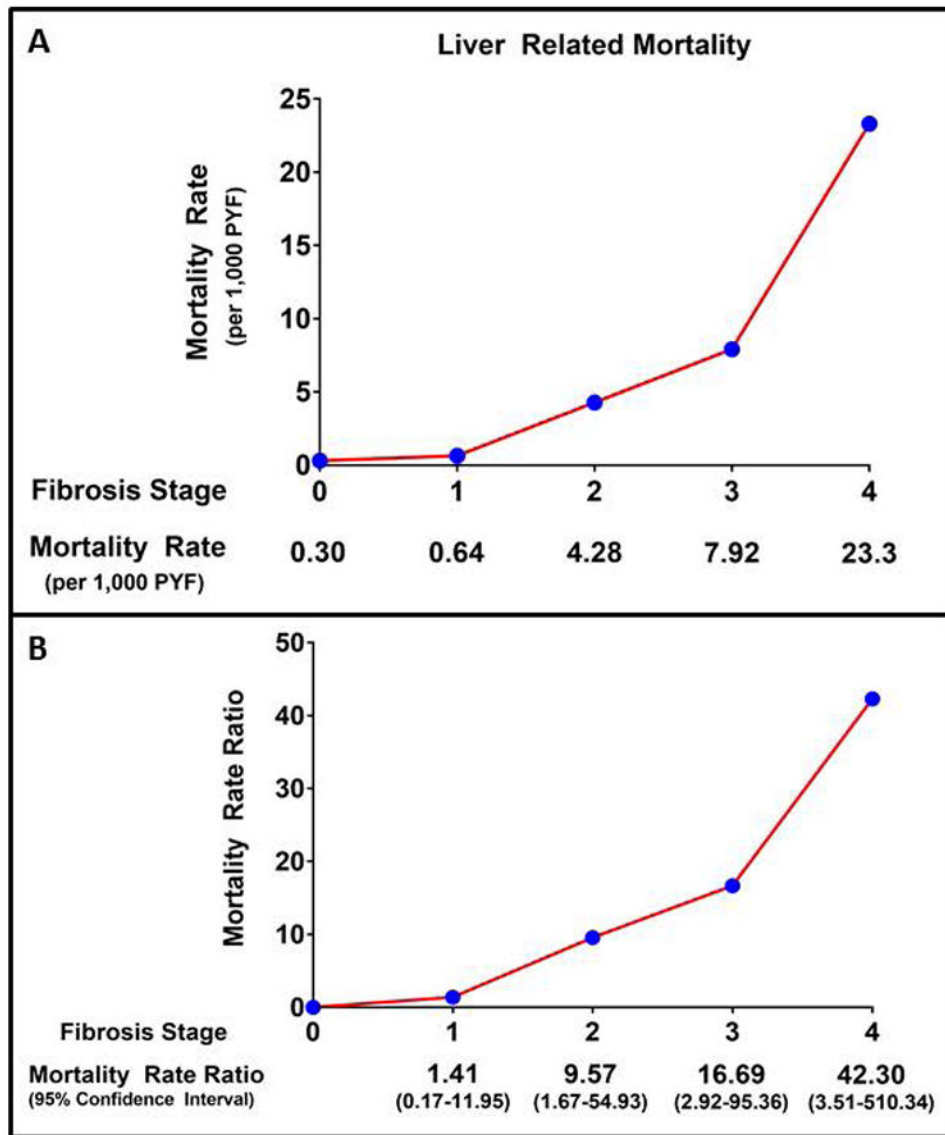 A
Liver Related Mortality
Mortality Rate
(per 1,000 PYF)
25
20
15
10
5
0
0 1 2 3 4
Fibrosis Stage
Mortality Rate 0.30 0.64 4.28 7.92 23.3
(per 1,000 PYF)
B
Mortality Rate Ratio
50
40
30
20
10
0
0 1 2 3 4
Fibrosis Stage
Mortality Rate Ratio 1.41 9.57 16.69 42.30
(95% Confidence Interval) (0.17-11.95) (1.67-54.93) (2.92-95.36) (3.51-510.34)